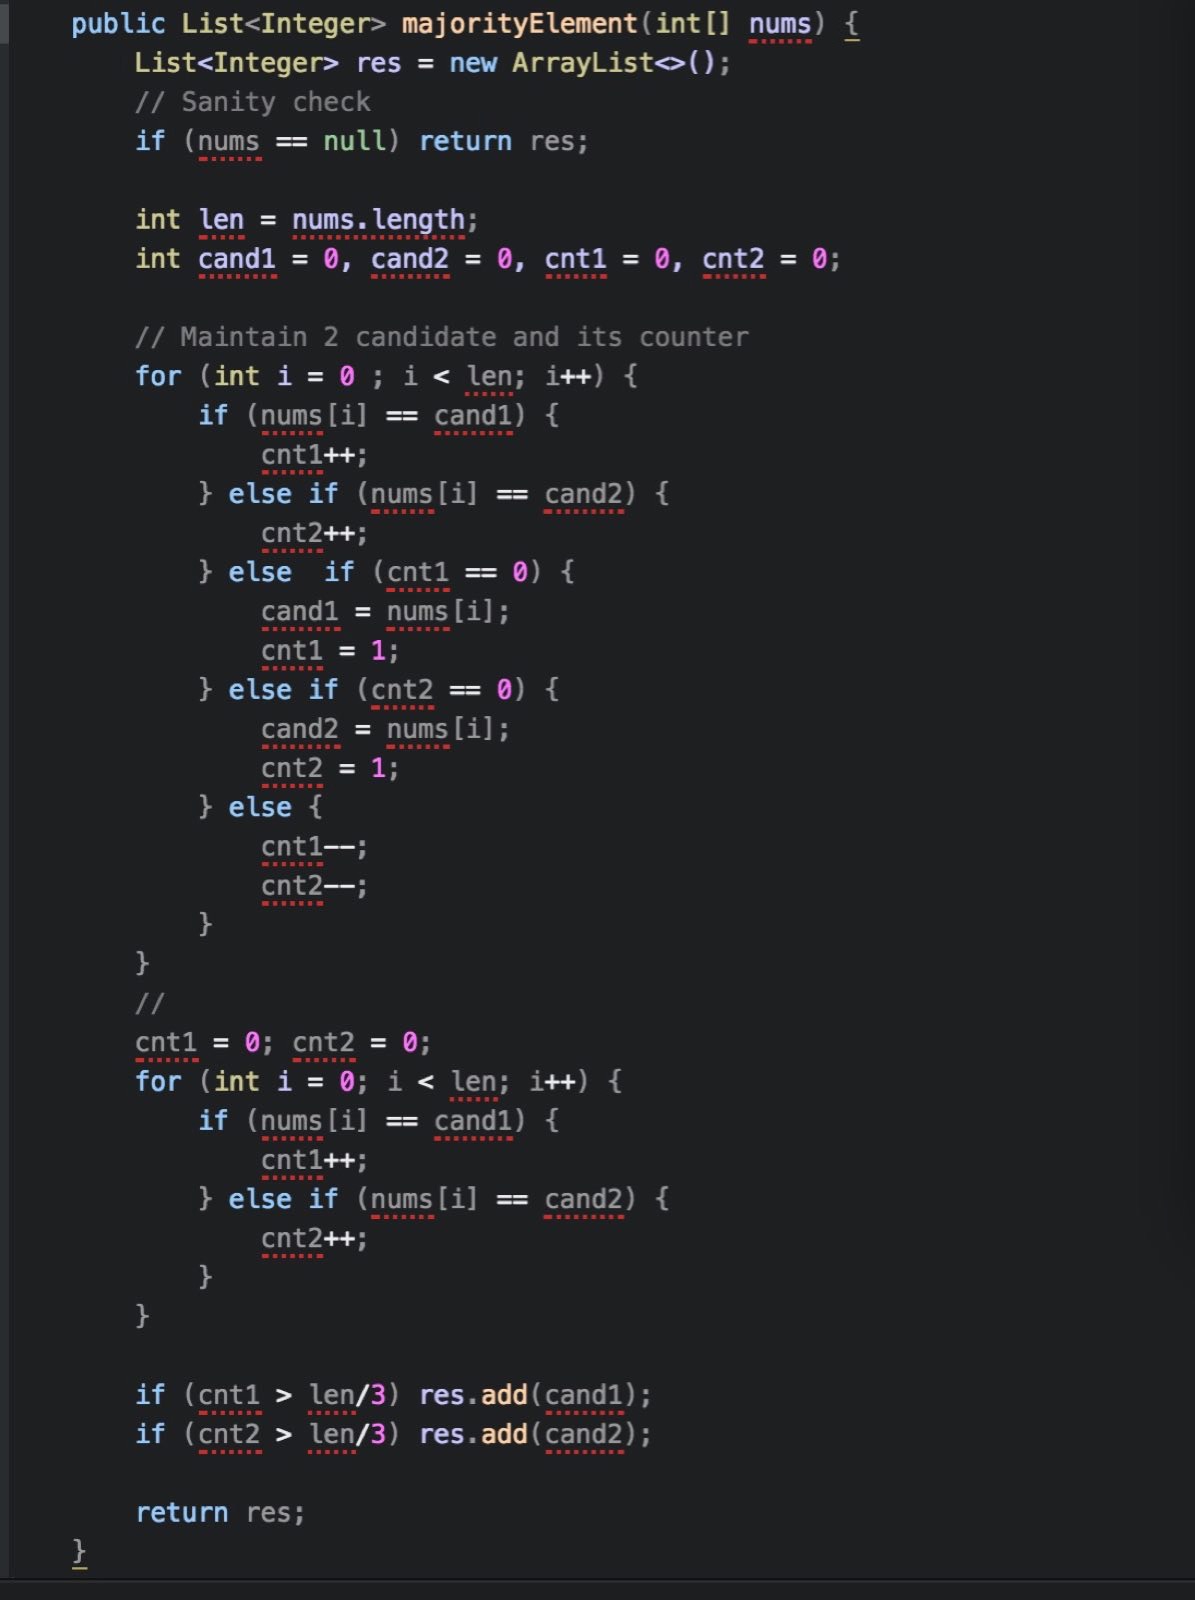 public List<Integer> majorityElement(int[] nums) {
    List<Integer> res = new ArrayList<>();
    // Sanity check
    if (nums == null) return res;

    int len = nums.length;
    int cand1 = 0, cand2 = 0, cnt1 = 0, cnt2 = 0;

    // Maintain 2 candidate and its counter
    for (int i = 0 ; i < len; i++) {
        if (nums[i] == cand1) {
            cnt1++;
        } else if (nums[i] == cand2) {
            cnt2++;
        } else  if (cnt1 == 0) {
            cand1 = nums[i];
            cnt1 = 1;
        } else if (cnt2 == 0) {
            cand2 = nums[i];
            cnt2 = 1;
        } else {
            cnt1--;
            cnt2--;
        }
    }
    //
    cnt1 = 0; cnt2 = 0;
    for (int i = 0; i < len; i++) {
        if (nums[i] == cand1) {
            cnt1++;
        } else if (nums[i] == cand2) {
            cnt2++;
        }
    }

    if (cnt1 > len/3) res.add(cand1);
    if (cnt2 > len/3) res.add(cand2);

    return res;
}